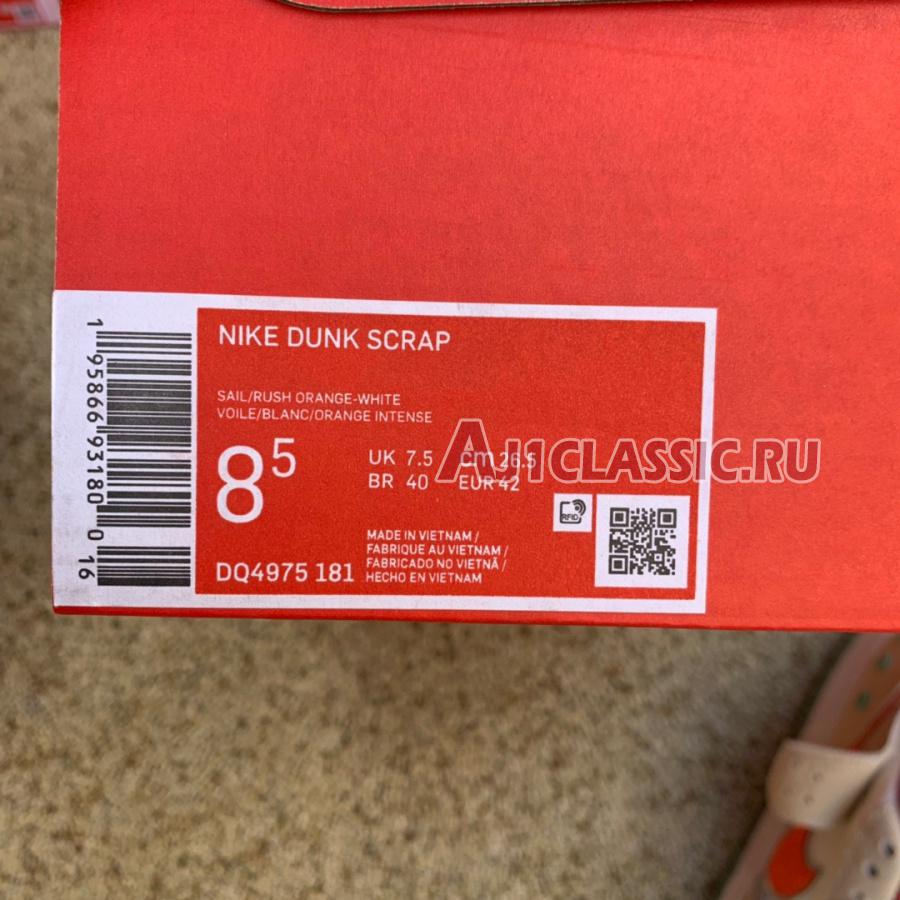 NIKE DUNK SCRAP
SAIL/RUSH ORANGE-WHITE
VOILE/BLANC/ORANGE INTENSE
8 5
UK 7.5 cm 26.5
BR 40 EUR 42
AJ1CLASSIC.RU
RFID
DQ4975 181
MADE IN VIETNAM /
FABRIQUE AU VIETNAM /
FABRICADO NO VIETNÃ /
HECHO EN VIETNAM
1 95866 93180 0 16